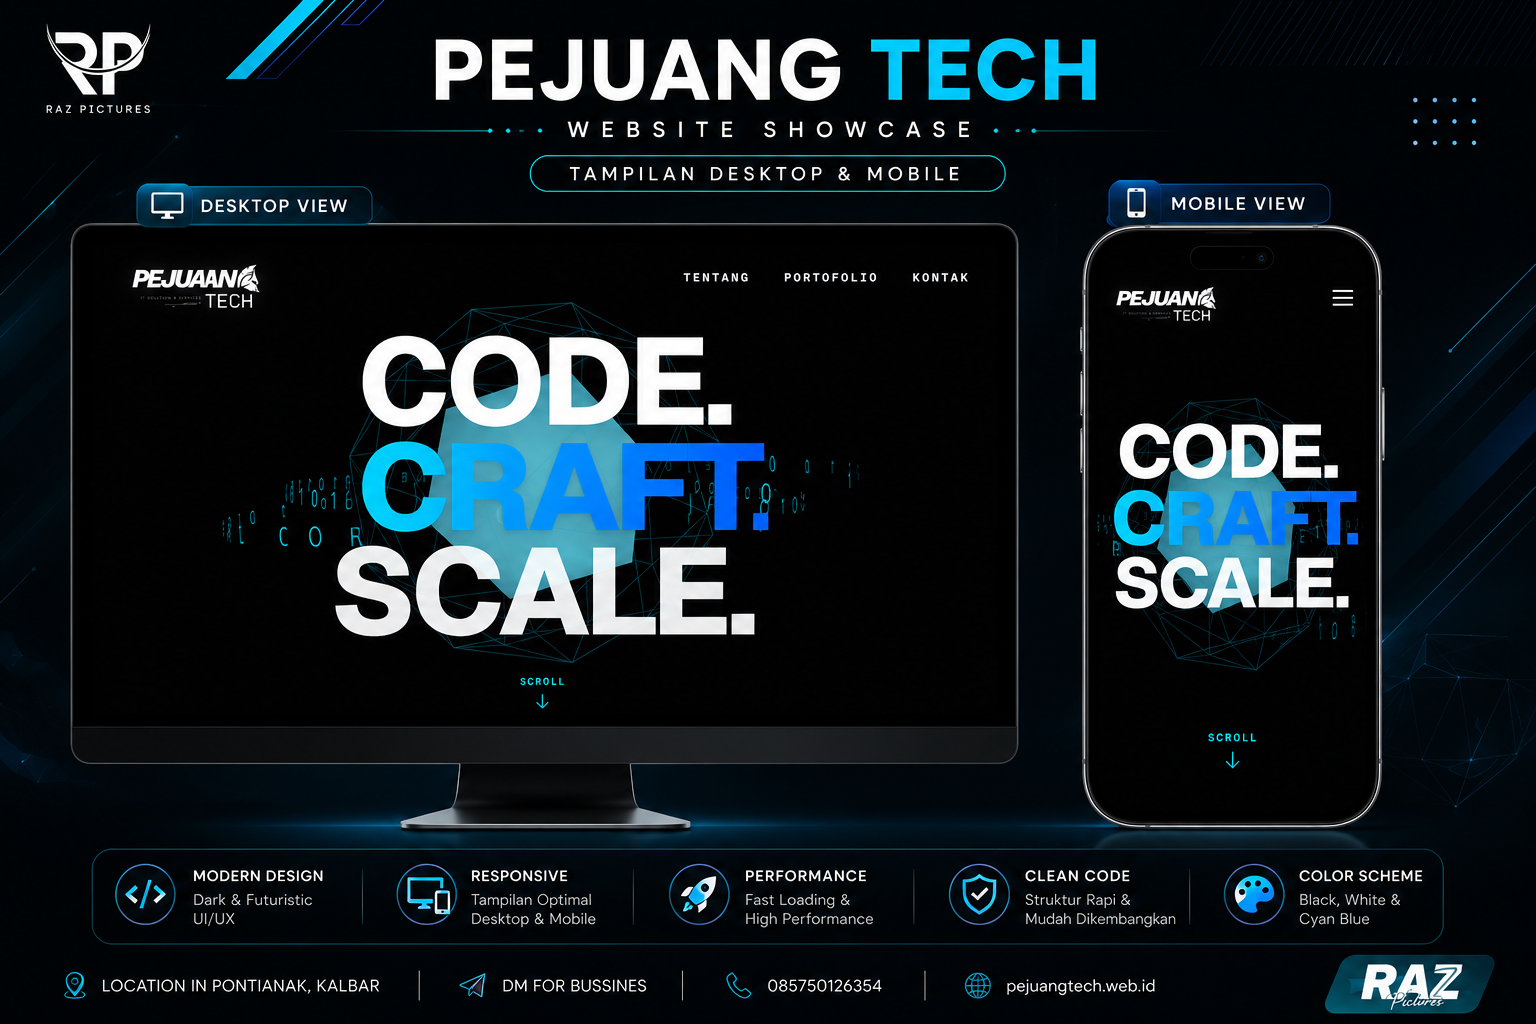 RP
RAZ PICTURES
PEJUANG TECH
WEBSITE SHOWCASE
TAMPILAN DESKTOP & MOBILE
DESKTOP VIEW
MOBILE VIEW
PEJUAAN
TECH
TENTANG PORTOFOLIO KONTAK
CODE.
CRAFT.
SCALE.
SCROLL
PEJUAN
TECH
CODE.
CRAFT.
SCALE.
SCROLL
MODERN DESIGN
Dark & Futuristic
UI/UX
RESPONSIVE
Tampilan Optimal
Desktop & Mobile
PERFORMANCE
Fast Loading &
High Performance
CLEAN CODE
Struktur Rapi &
Mudah Dikembangkan
COLOR SCHEME
Black, White &
Cyan Blue
LOCATION IN PONTIANAK, KALBAR
DM FOR BUSSINES
085750126354
pejuangtech.web.id
RAZ
Pictures